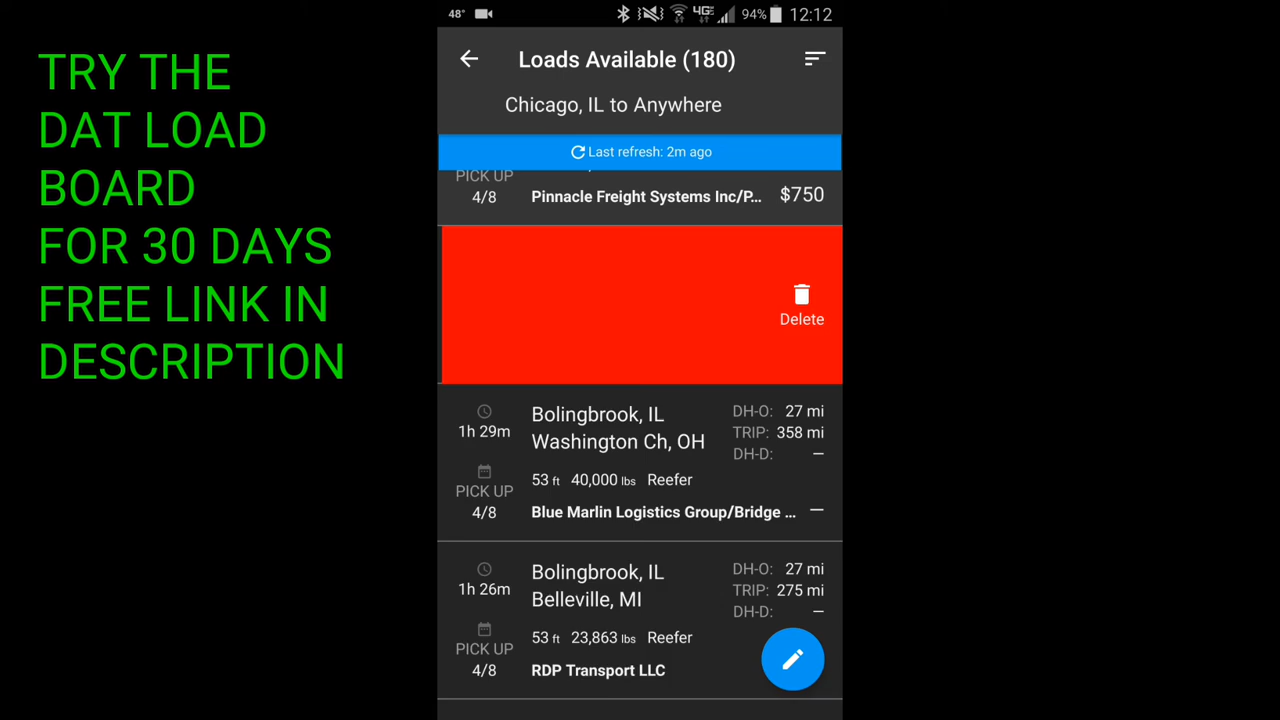 TRY THE
DAT LOAD
BOARD
FOR 30 DAYS
FREE LINK IN
DESCRIPTION
48° 4G 94% 12:12
Loads Available (180)
Chicago, IL to Anywhere
Last refresh: 2m ago
PICK UP
4/8 Pinnacle Freight Systems Inc/P... $750
Delete
Bolingbrook, IL DH-O: 27 mi
1h 29m Washington Ch, OH TRIP: 358 mi
DH-D: –
53 ft 40,000 lbs Reefer
PICK UP
4/8 Blue Marlin Logistics Group/Bridge ... –
Bolingbrook, IL DH-O: 27 mi
1h 26m Belleville, MI TRIP: 275 mi
DH-D: –
53 ft 23,863 lbs Reefer
PICK UP
4/8 RDP Transport LLC